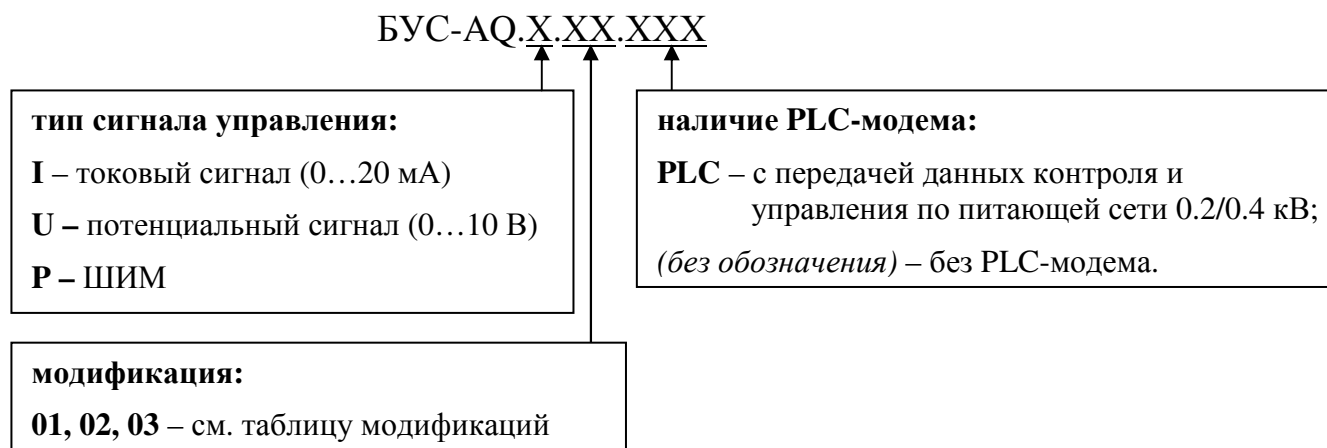 БУС-AQ.X.XX.XXX
тип сигнала управления:
I – токовый сигнал (0…20 мА)
U – потенциальный сигнал (0…10 В)
P – ШИМ
наличие PLC-модема:
PLC – с передачей данных контроля и
управления по питающей сети 0.2/0.4 кВ;
(без обозначения) – без PLC-модема.
модификация:
01, 02, 03 – см. таблицу модификаций